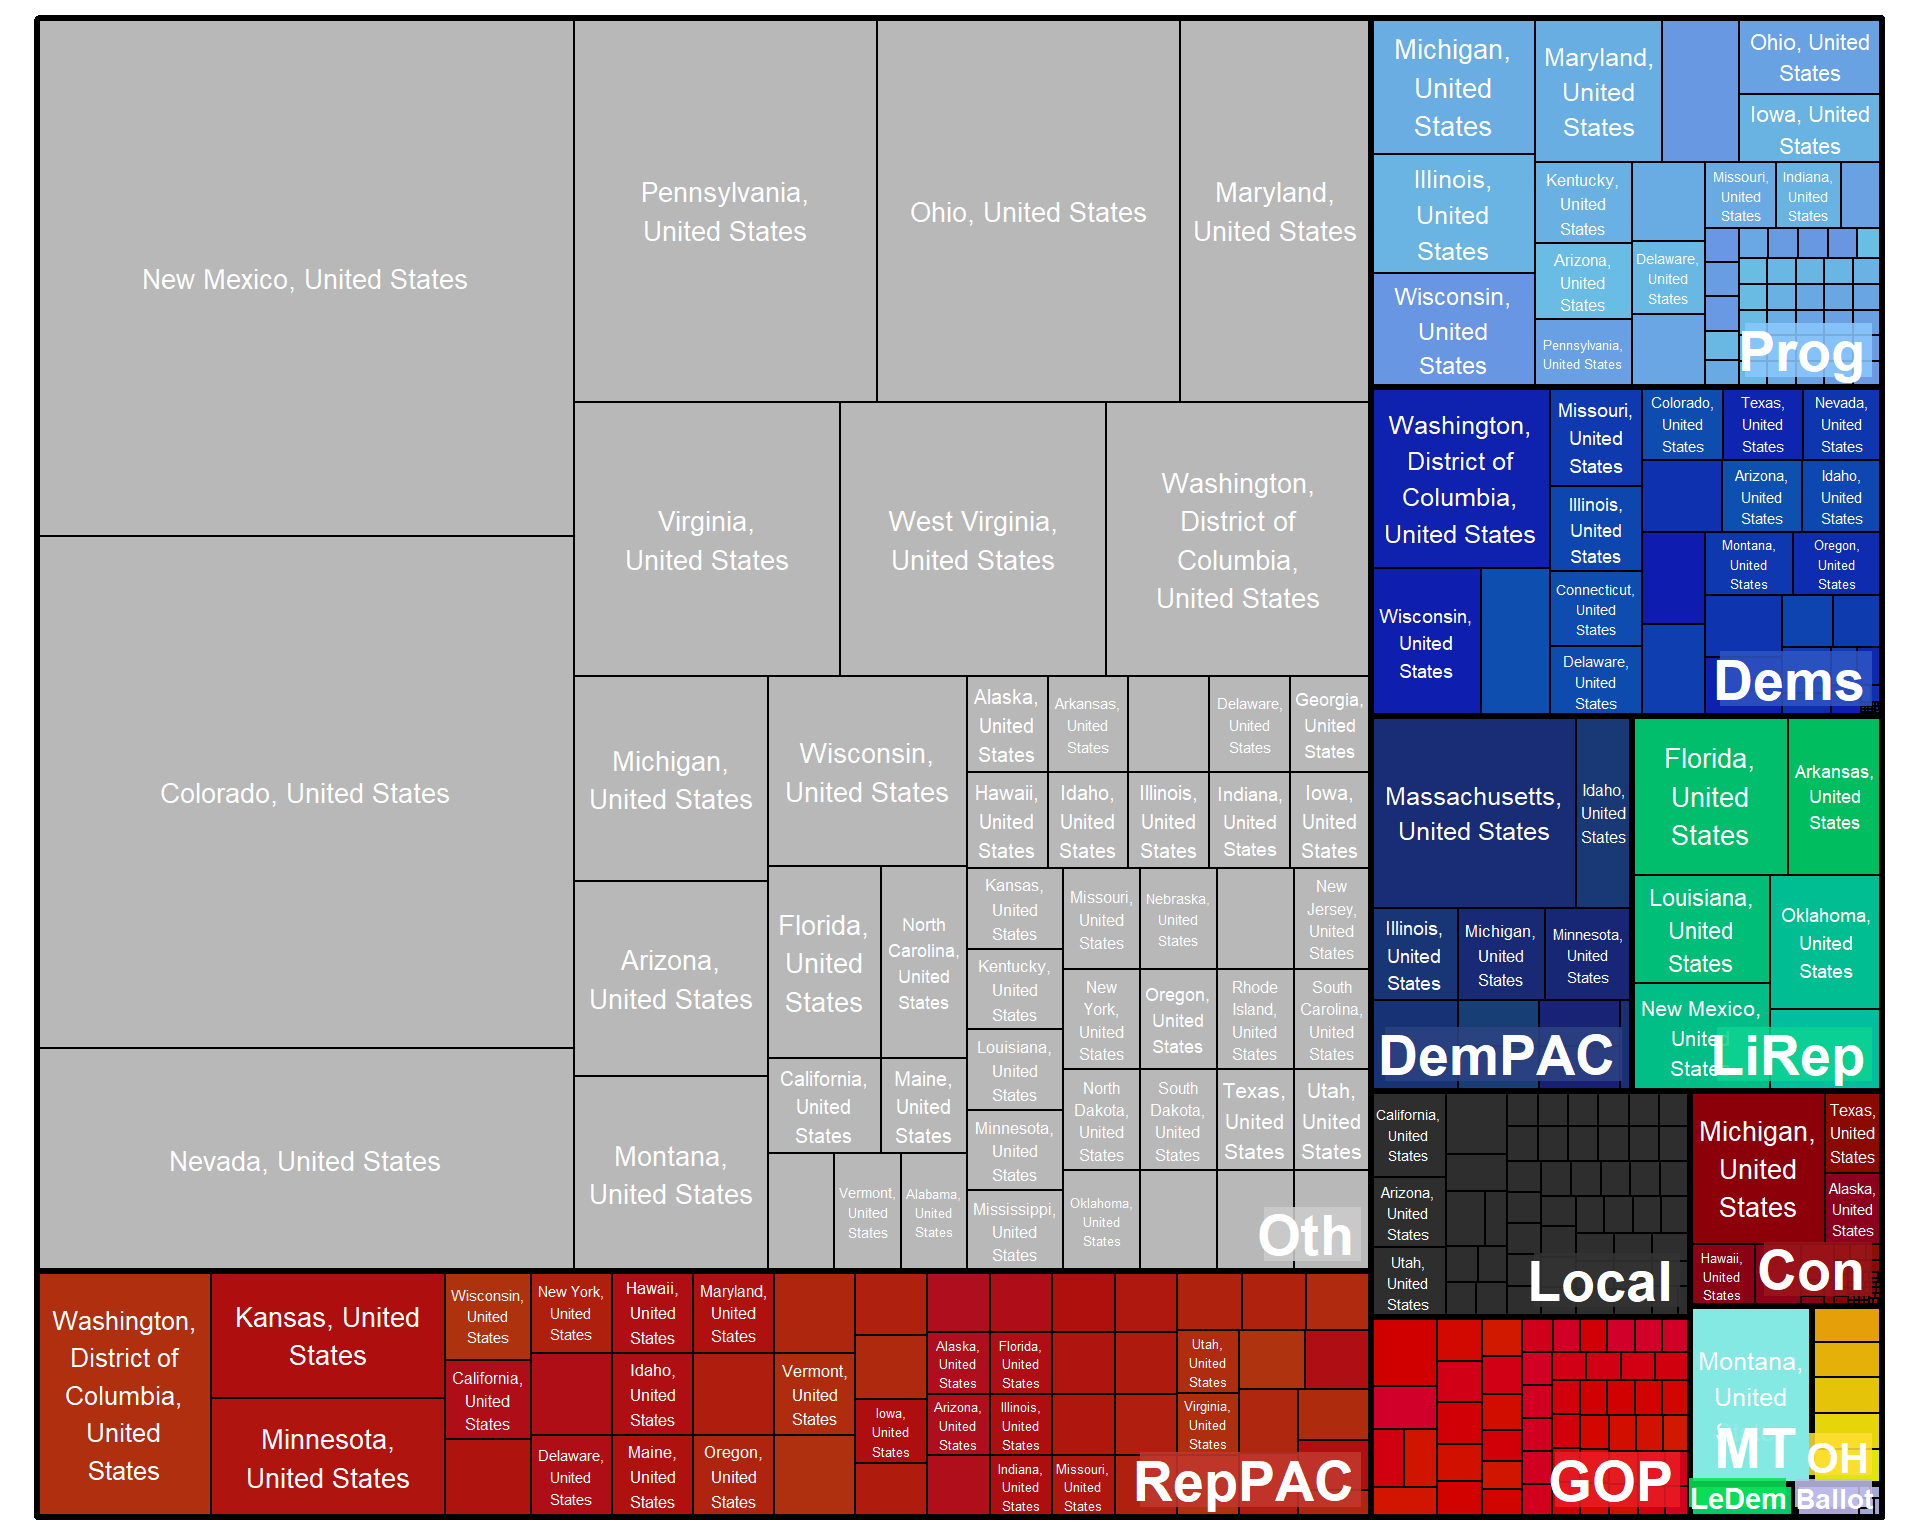 New Mexico, United States
Colorado, United States
Nevada, United States
Pennsylvania,
United States
Ohio, United States
Maryland,
United States
Virginia,
United States
West Virginia,
United States
Washington,
District of
Columbia,
United States
Michigan,
United States
Arizona,
United States
Montana,
United States
Wisconsin,
United States
Florida,
United
States
North
Carolina,
United
States
California,
United
States
Maine,
United
States
Vermont,
United
States
Alabama,
United
States
Alaska,
United
States
Arkansas,
United
States
Delaware,
United
States
Georgia,
United
States
Hawaii,
United
States
Idaho,
United
States
Illinois,
United
States
Indiana,
United
States
Iowa,
United
States
Kansas,
United
States
Kentucky,
United
States
Louisiana,
United
States
Minnesota,
United
States
Mississippi,
United
States
Missouri,
United
States
Nebraska,
United
States
New
Jersey,
United
States
New
York,
United
States
Oregon,
United
States
Rhode
Island,
United
States
South
Carolina,
United
States
North
Dakota,
United
States
South
Dakota,
United
States
Texas,
United
States
Utah,
United
States
Oklahoma,
United
States
Oth
Washington,
District of
Columbia,
United
States
Kansas, United
States
Minnesota,
United States
Wisconsin,
United
States
California,
United
States
New York,
United
States
Delaware,
United
States
Hawaii,
United
States
Idaho,
United
States
Maine,
United
States
Maryland,
United
States
Oregon,
United
States
Vermont,
United
States
Iowa,
United
States
Alaska,
United
States
Arizona,
United
States
Florida,
United
States
Illinois,
United
States
Indiana,
United
States
Missouri,
United
States
Utah,
United
States
Virginia,
United
States
RepPAC
Michigan,
United
States
Illinois,
United
States
Wisconsin,
United
States
Maryland,
United
States
Ohio, United
States
Iowa, United
States
Kentucky,
United
States
Arizona,
United
States
Pennsylvania,
United States
Delaware,
United
States
Missouri,
United
States
Indiana,
United
States
Prog
Washington,
District of
Columbia,
United States
Wisconsin,
United
States
Missouri,
United
States
Illinois,
United
States
Connecticut,
United
States
Delaware,
United
States
Colorado,
United
States
Texas,
United
States
Nevada,
United
States
Arizona,
United
States
Idaho,
United
States
Montana,
United
States
Oregon,
United
States
Dems
Massachusetts,
United States
Idaho,
United
States
Illinois,
United
States
Michigan,
United
States
Minnesota,
United
States
DemPAC
Florida,
United
States
Arkansas,
United
States
Louisiana,
United
States
Oklahoma,
United
States
New Mexico,
United
States
LiRep
California,
United
States
Arizona,
United
States
Utah,
United
States
Local
Michigan,
United
States
Texas,
United
States
Alaska,
United
States
Hawaii,
United
States
Con
GOP
Montana,
United
MT
OH
LeDem
Ballot